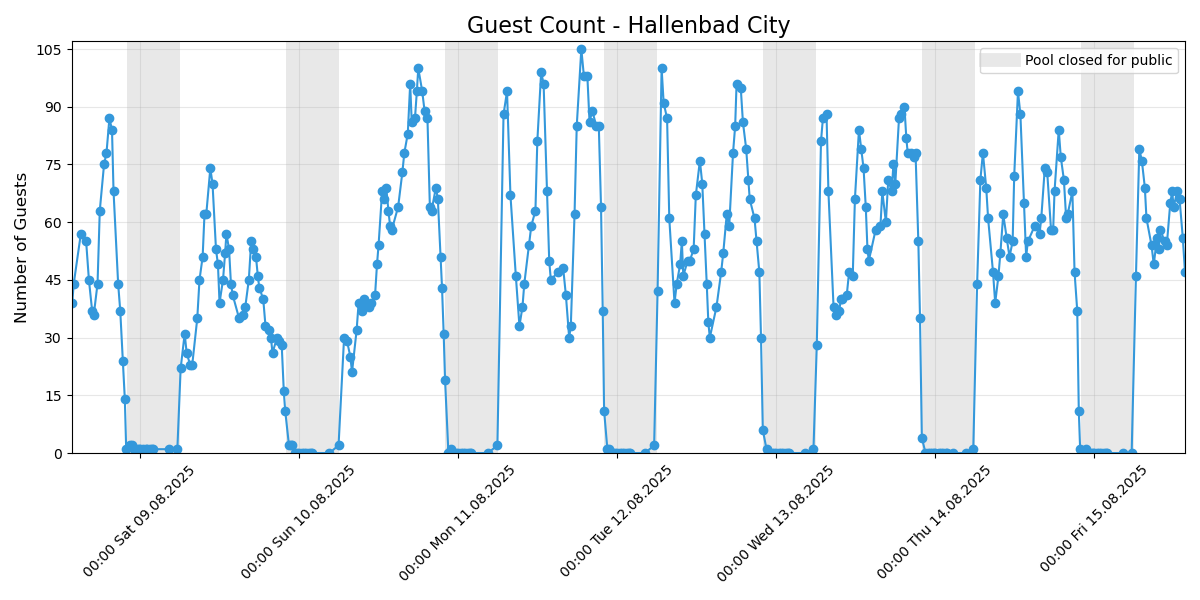 Guest Count - Hallenbad City
Pool closed for public
Number of Guests
105
90
75
60
45
30
15
0
00:00 Sat 09.08.2025
00:00 Sun 10.08.2025
00:00 Mon 11.08.2025
00:00 Tue 12.08.2025
00:00 Wed 13.08.2025
00:00 Thu 14.08.2025
00:00 Fri 15.08.2025